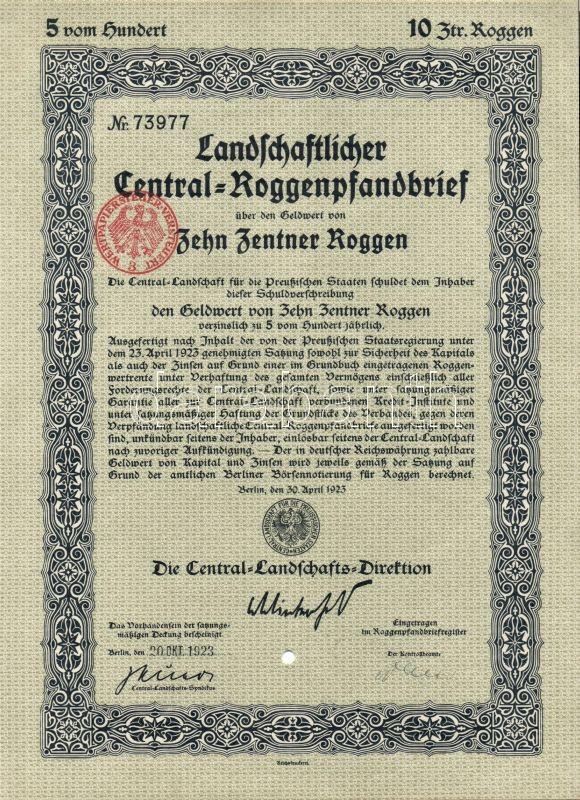 5 vom Hundert
10 Ztr. Roggen
Nr. 73977
Landschaftlicher
Central-Roggenpfandbrief
über den Geldwert von
Zehn Zentner Roggen
WERTPAPIERSTEUER VERSTEUERT
B
Die Central-Landschaft für die Preußischen Staaten schuldet dem Inhaber
dieser Schuldverschreibung
den Geldwert von Zehn Zentner Roggen
verzinslich zu 5 vom Hundert jährlich.
Ausgefertigt nach Inhalt der von der Preußischen Staatsregierung unter
dem 23. April 1923 genehmigten Satzung sowohl zur Sicherheit des Kapitals
als auch der Zinsen auf Grund einer im Grundbuch eingetragenen Roggen-
wertrente unter Verhaftung des gesamten Vermögens einschließlich aller
Forderungsrechte der Central-Landschaft, sowie unter satzungsmäßiger
Garantie aller zur Central-Landschaft verbundenen Kredit-Institute und
unter satzungsmäßiger Haftung der Grundstücke des Verbandes, gegen deren
Verpfändung landschaftliche Central-Roggenpfandbriefe ausgefertigt worden
sind, unkündbar seitens der Inhaber, einlösbar seitens der Central-Landschaft
nach zuvoriger Aufkündigung. — Der in deutscher Reichswährung zahlbare
Geldwert von Kapital und Zinsen wird jeweils gemäß der Satzung auf
Grund der amtlichen Berliner Börsennotierung für Roggen berechnet.
Berlin, den 30. April 1923
Die Central-Landschafts-Direktion
Das Vorhandensein der satzungs-
mäßigen Deckung bescheinigt
Eingetragen
im Roggenpfandbriefregister
Berlin, den 20. OKT. 1923
Der Kontrollbeamte
Central-Landschafts-Syndikus